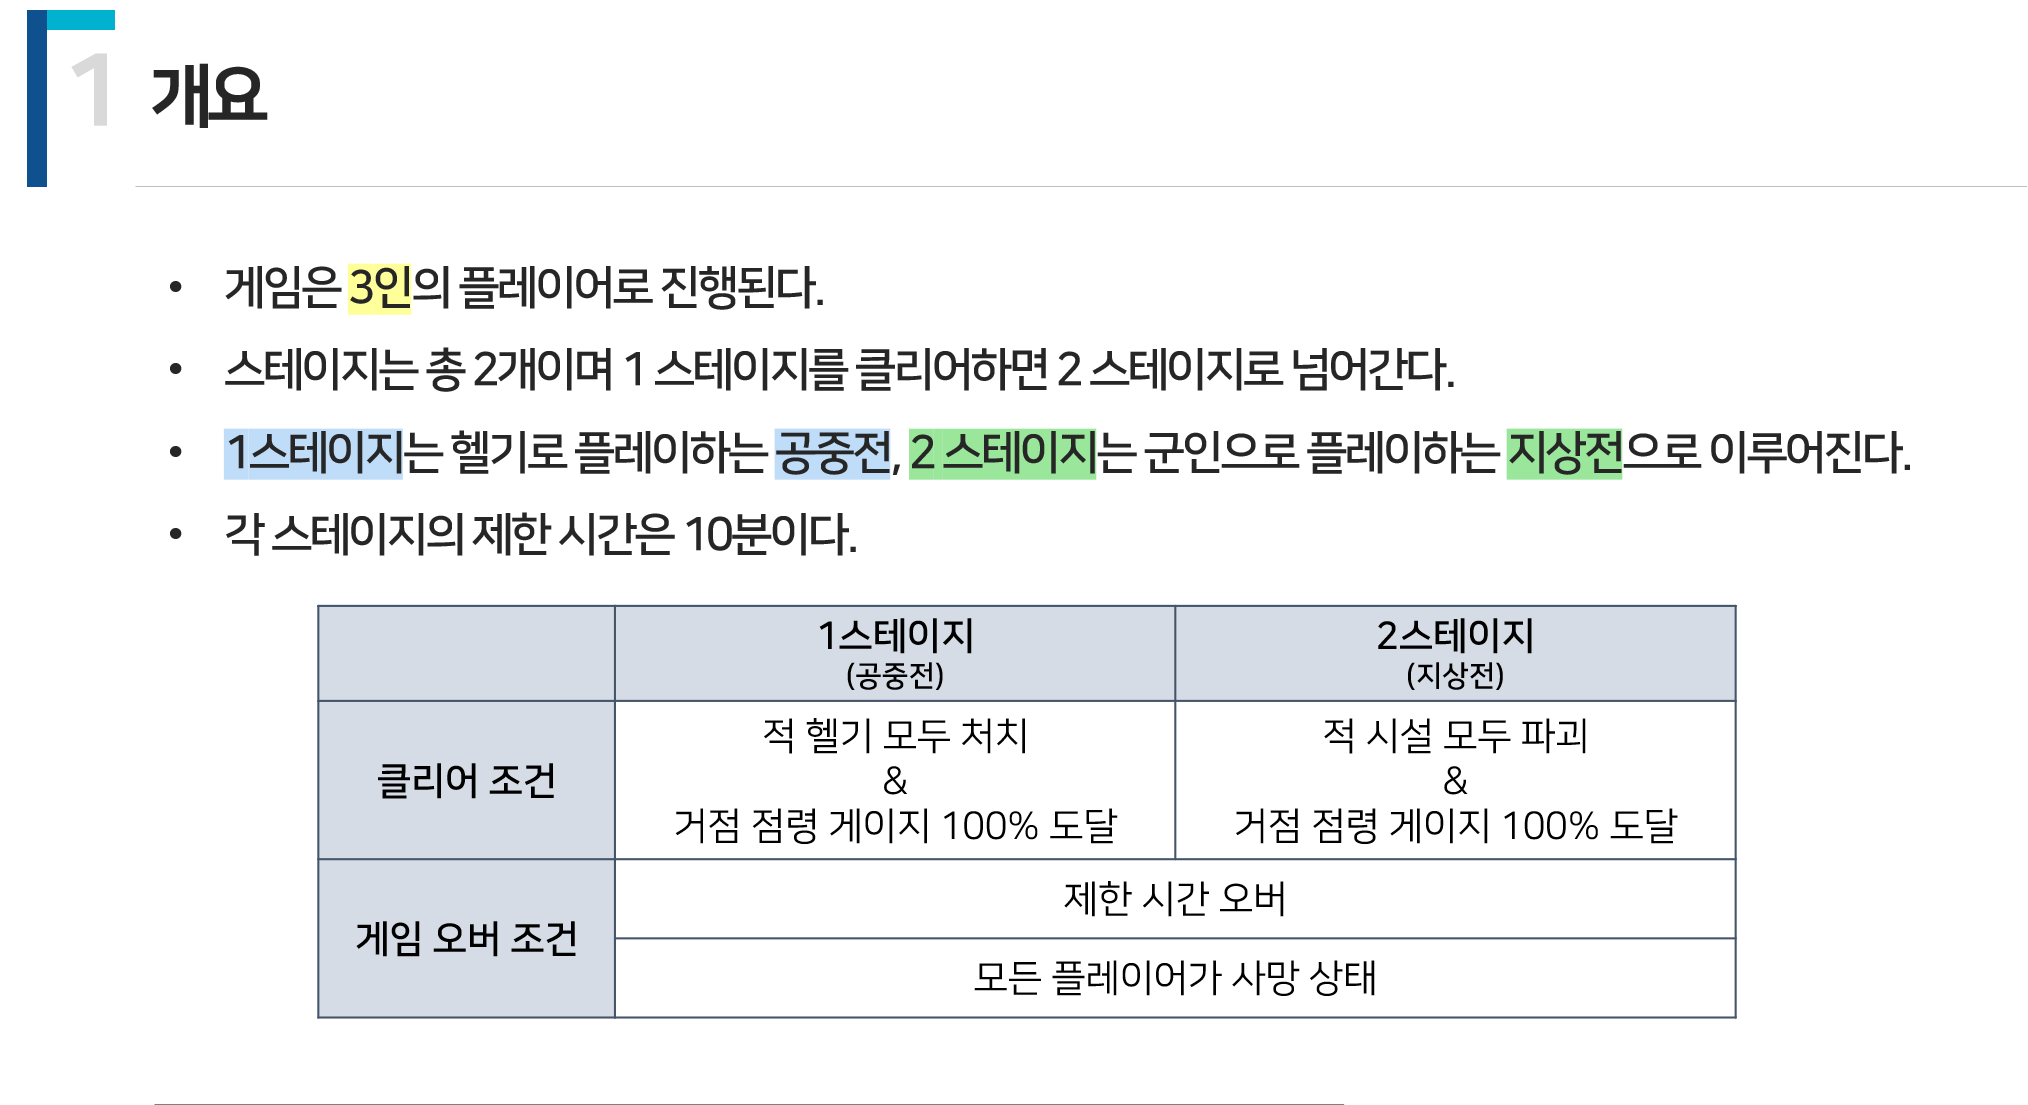 1 개요
• 게임은 3인의 플레이어로 진행된다.
• 스테이지는 총 2개이며 1 스테이지를 클리어하면 2 스테이지로 넘어간다.
• 1스테이지는 헬기로 플레이하는 공중전, 2 스테이지는 군인으로 플레이하는 지상전으로 이루어진다.
• 각 스테이지의 제한 시간은 10분이다.
1스테이지 2스테이지
(공중전) (지상전)
클리어 조건
적 헬기 모두 처치
&
거점 점령 게이지 100% 도달
적 시설 모두 파괴
&
거점 점령 게이지 100% 도달
게임 오버 조건
제한 시간 오버
모든 플레이어가 사망 상태